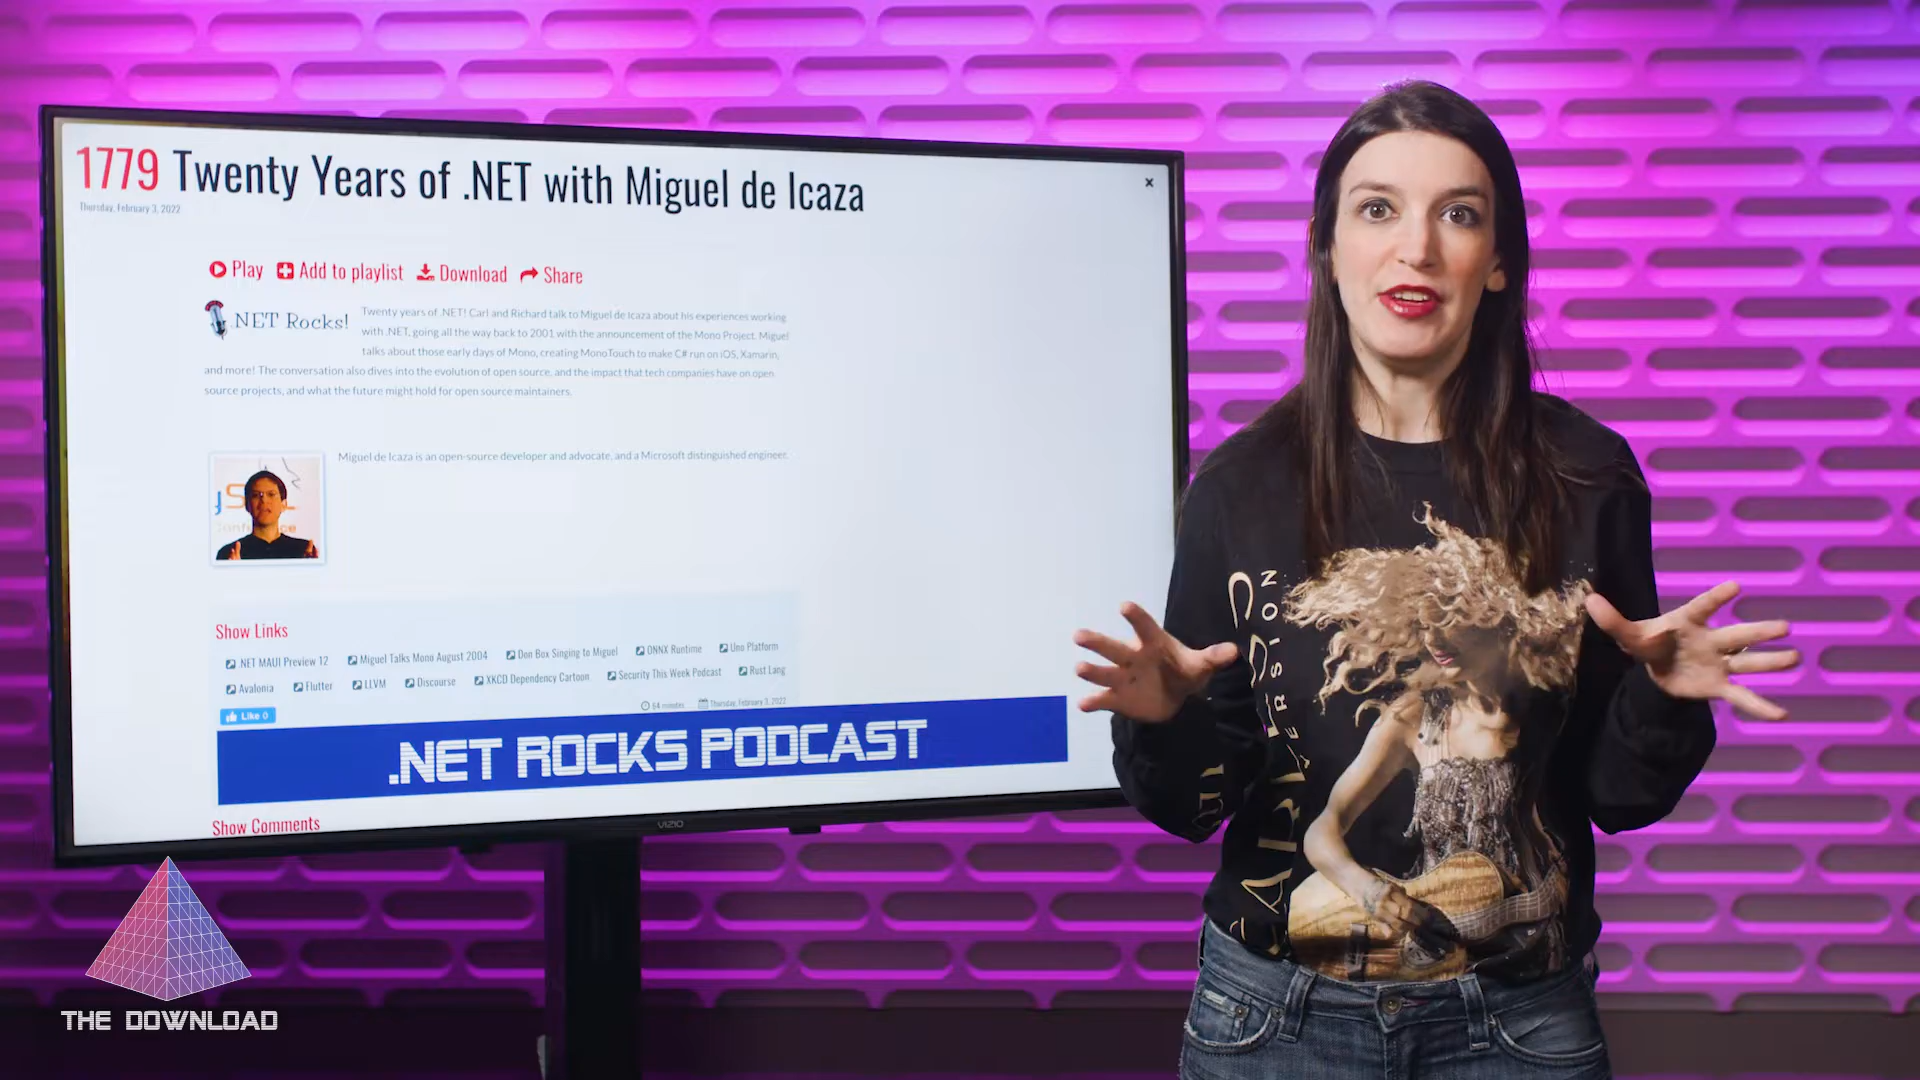 1779 Twenty Years of .NET with Miguel de Icaza
Thursday, February 3, 2022
Play Add to playlist Download Share
.NET Rocks!
Twenty years of .NET! Carl and Richard talk to Miguel de Icaza about his experiences working
with .NET, going all the way back to 2001 with the announcement of the Mono Project. Miguel
talks about those early days of Mono, creating MonoTouch to make C# run on iOS, Xamarin,
and more! The conversation also dives into the evolution of open source, and the impact that tech companies have on open
source projects, and what the future might hold for open source maintainers.
Miguel de Icaza is an open-source developer and advocate, and a Microsoft distinguished engineer.
Show Links
.NET MAUI Preview 12 Miguel Talks Mono August 2004 Don Box Singing to Miguel ONNX Runtime Uno Platform
Avalonia Flutter LLVM Discourse XKCD Dependency Cartoon Security This Week Podcast Rust Lang
64 minutes Thursday, February 3, 2022
Like 0
.NET ROCKS PODCAST
Show Comments
VIZIO
THE DOWNLOAD